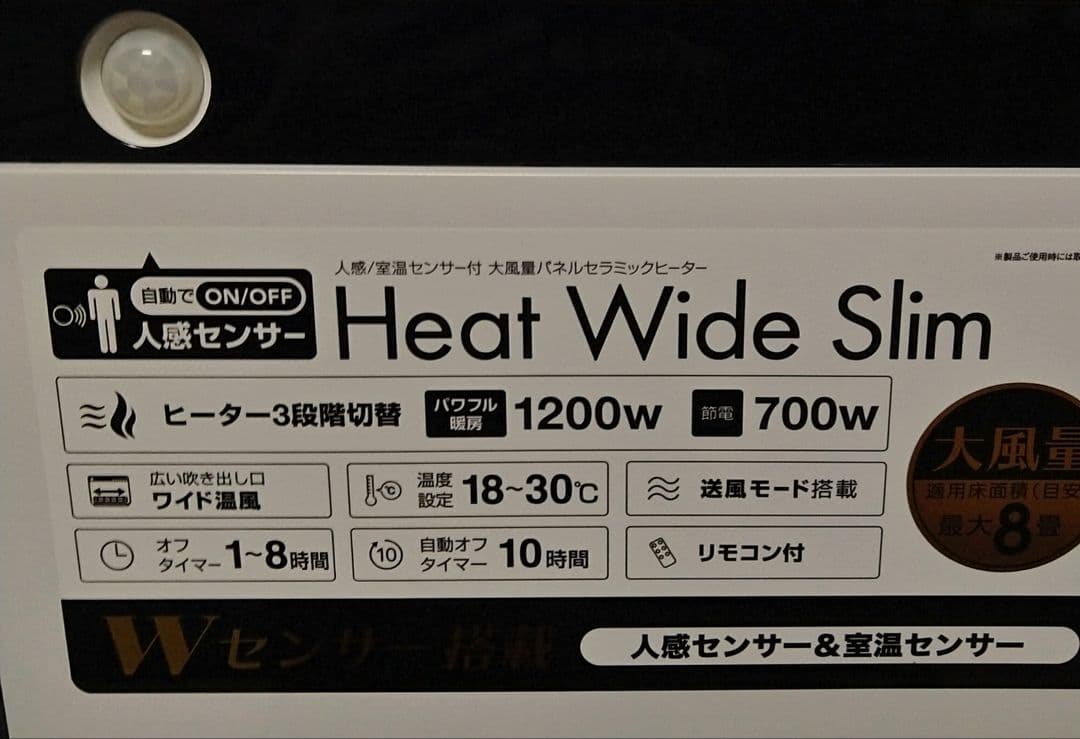 人感/室温センサー付 大風量パネルセラミックヒーター
※製品ご使用時には取
自動で ON/OFF
人感センサー
Heat Wide Slim
ヒーター3段階切替 パワフル暖房 1200w 節電 700w
大風量
適用床面積(目安
最大8畳
広い吹き出し口
ワイド温風
温度設定 18~30℃
送風モード搭載
オフタイマー 1~8時間
自動オフタイマー 10時間
リモコン付
Wセンサー搭載
人感センサー&室温センサー